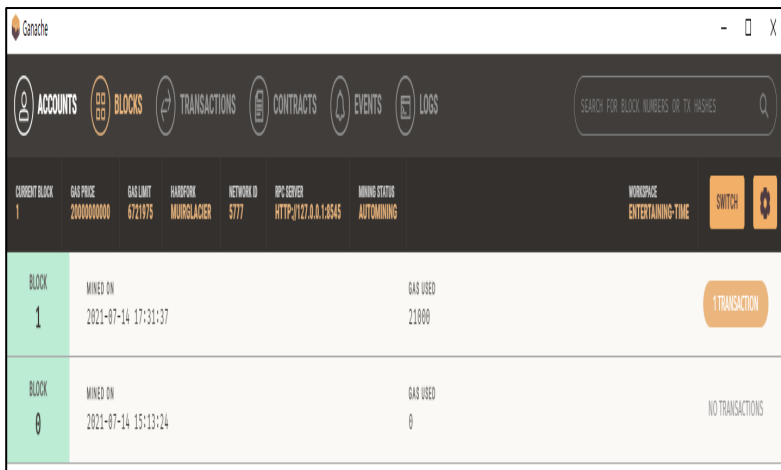 Ganache
ACCOUNTS BLOCKS TRANSACTIONS CONTRACTS EVENTS LOGS SEARCH FOR BLOCK NUMBERS OR TX HASHES
CURRENT BLOCK GAS PRICE GAS LIMIT HARDFORK NETWORK ID RPC SERVER MINING STATUS WORKSPACE
1 20000000000 6721975 MUIRGLACIER 5777 HTTP://127.0.0.1:8545 AUTOMINING ENTERTAINING-TIME SWITCH
BLOCK MINED ON GAS USED
1 2021-07-14 17:31:37 21000 1 TRANSACTION
BLOCK MINED ON GAS USED
0 2021-07-14 15:13:24 0 NO TRANSACTIONS